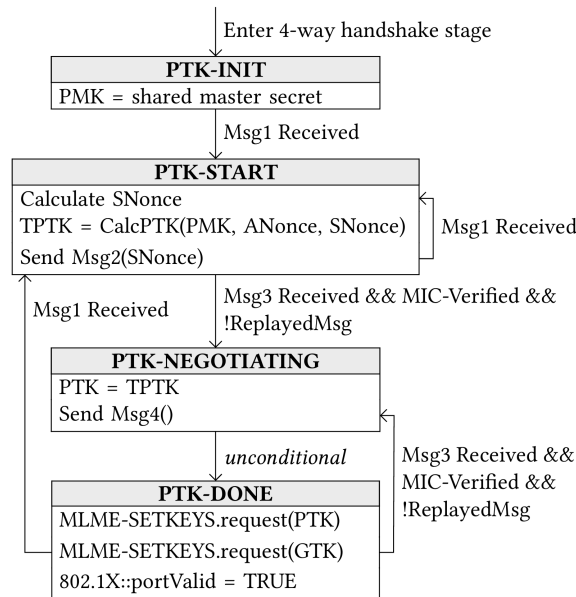 Enter 4-way handshake stage
PTK-INIT
PMK = shared master secret
Msg1 Received
PTK-START
Calculate SNonce
TPTK = CalcPTK(PMK, ANonce, SNonce)
Send Msg2(SNonce)
Msg1 Received
Msg1 Received
Msg3 Received && MIC-Verified &&
!ReplayedMsg
PTK-NEGOTIATING
PTK = TPTK
Send Msg4()
unconditional
Msg3 Received &&
MIC-Verified &&
!ReplayedMsg
PTK-DONE
MLME-SETKEYS.request(PTK)
MLME-SETKEYS.request(GTK)
802.1X::portValid = TRUE